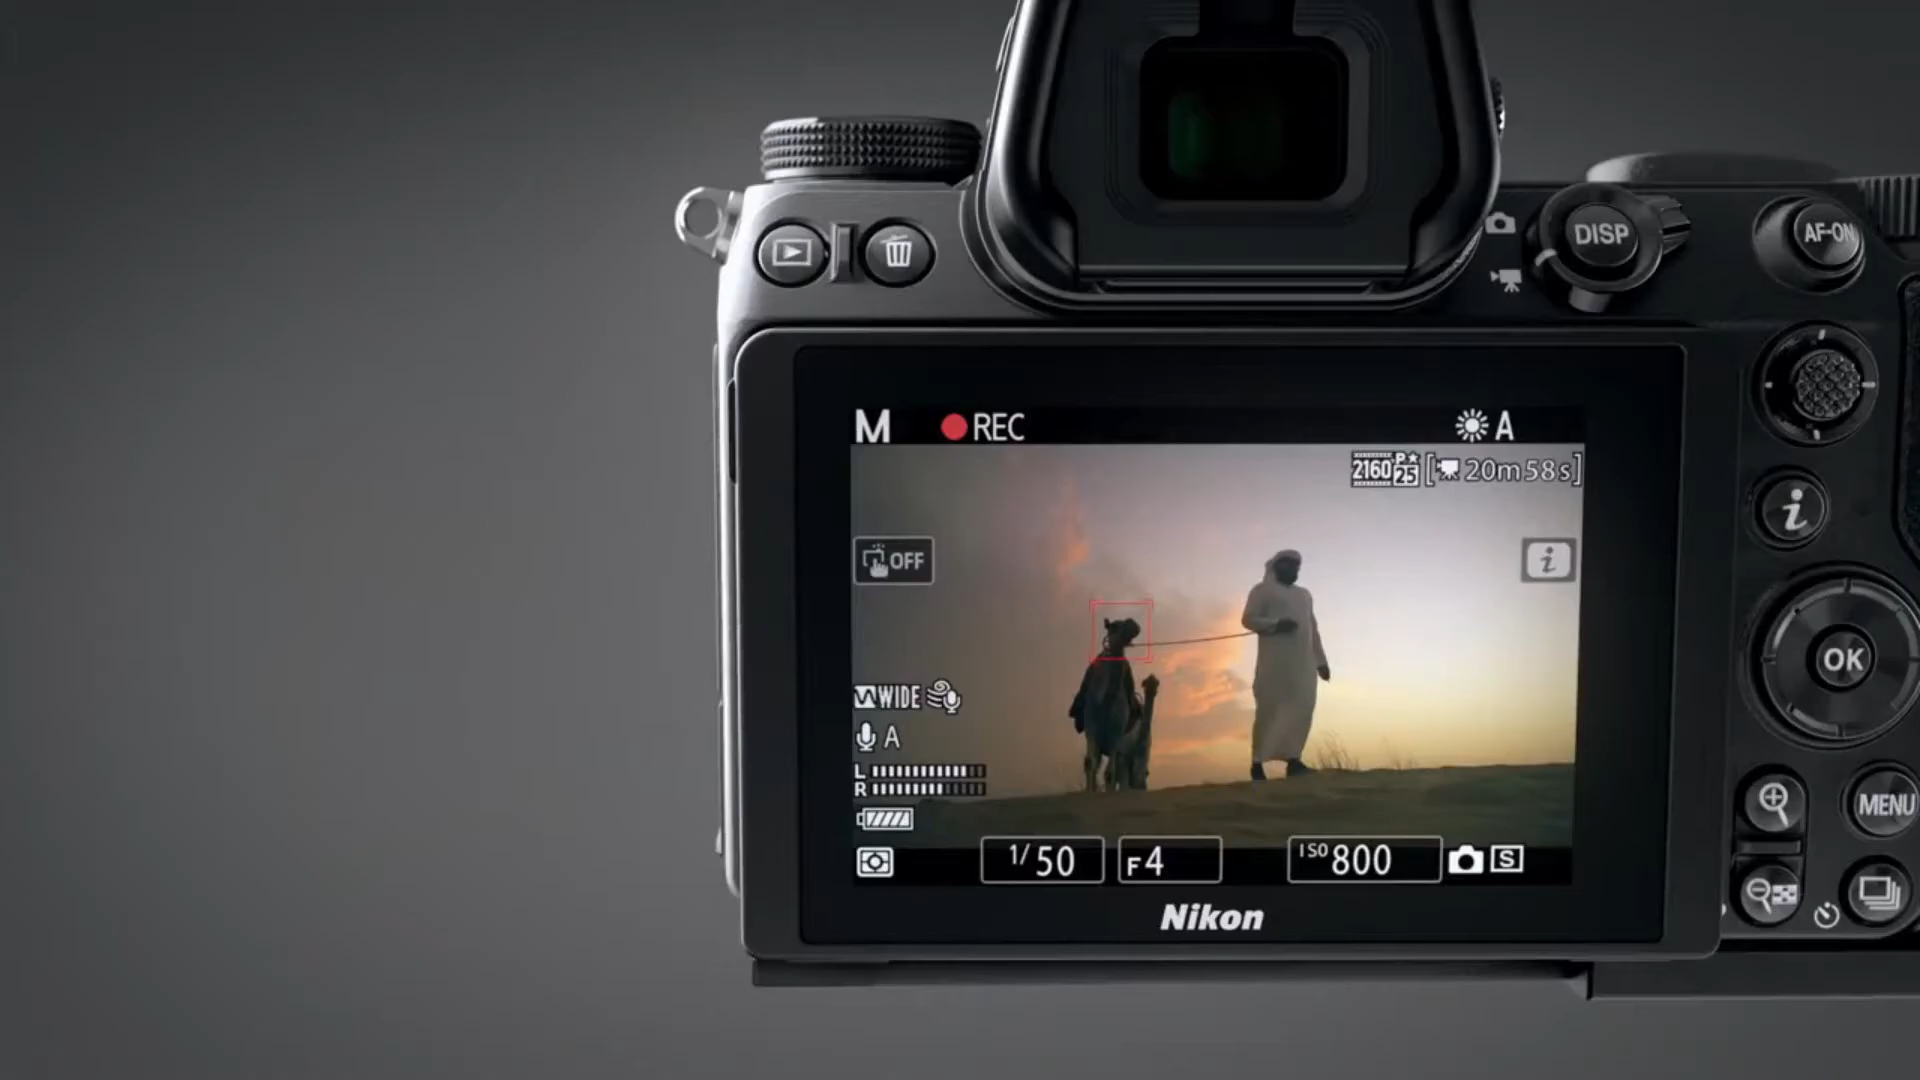 DISP
AF-ON
M REC A
2160 P★ 25 [20m58s]
OFF
i
i
WIDE
A
OK
L
R
MENU
1/50 F4 ISO 800 S
Nikon